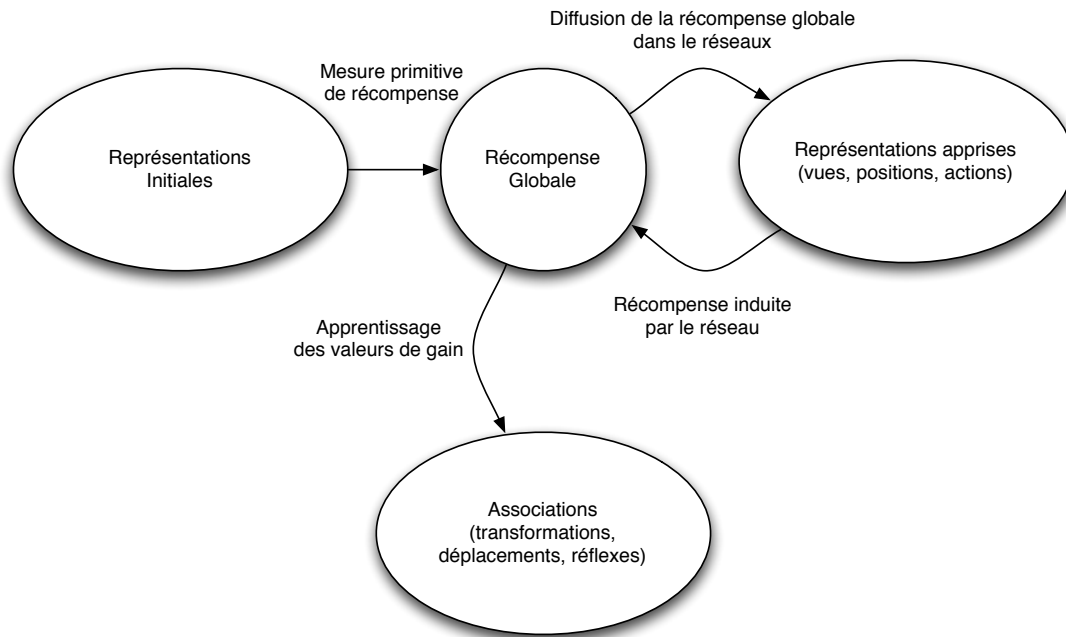 Diffusion de la récompense globale
dans le réseaux
Mesure primitive
de récompense
Représentations
Initiales
Récompense
Globale
Représentations apprises
(vues, positions, actions)
Récompense induite
par le réseau
Apprentissage
des valeurs de gain
Associations
(transformations,
déplacements, réflexes)